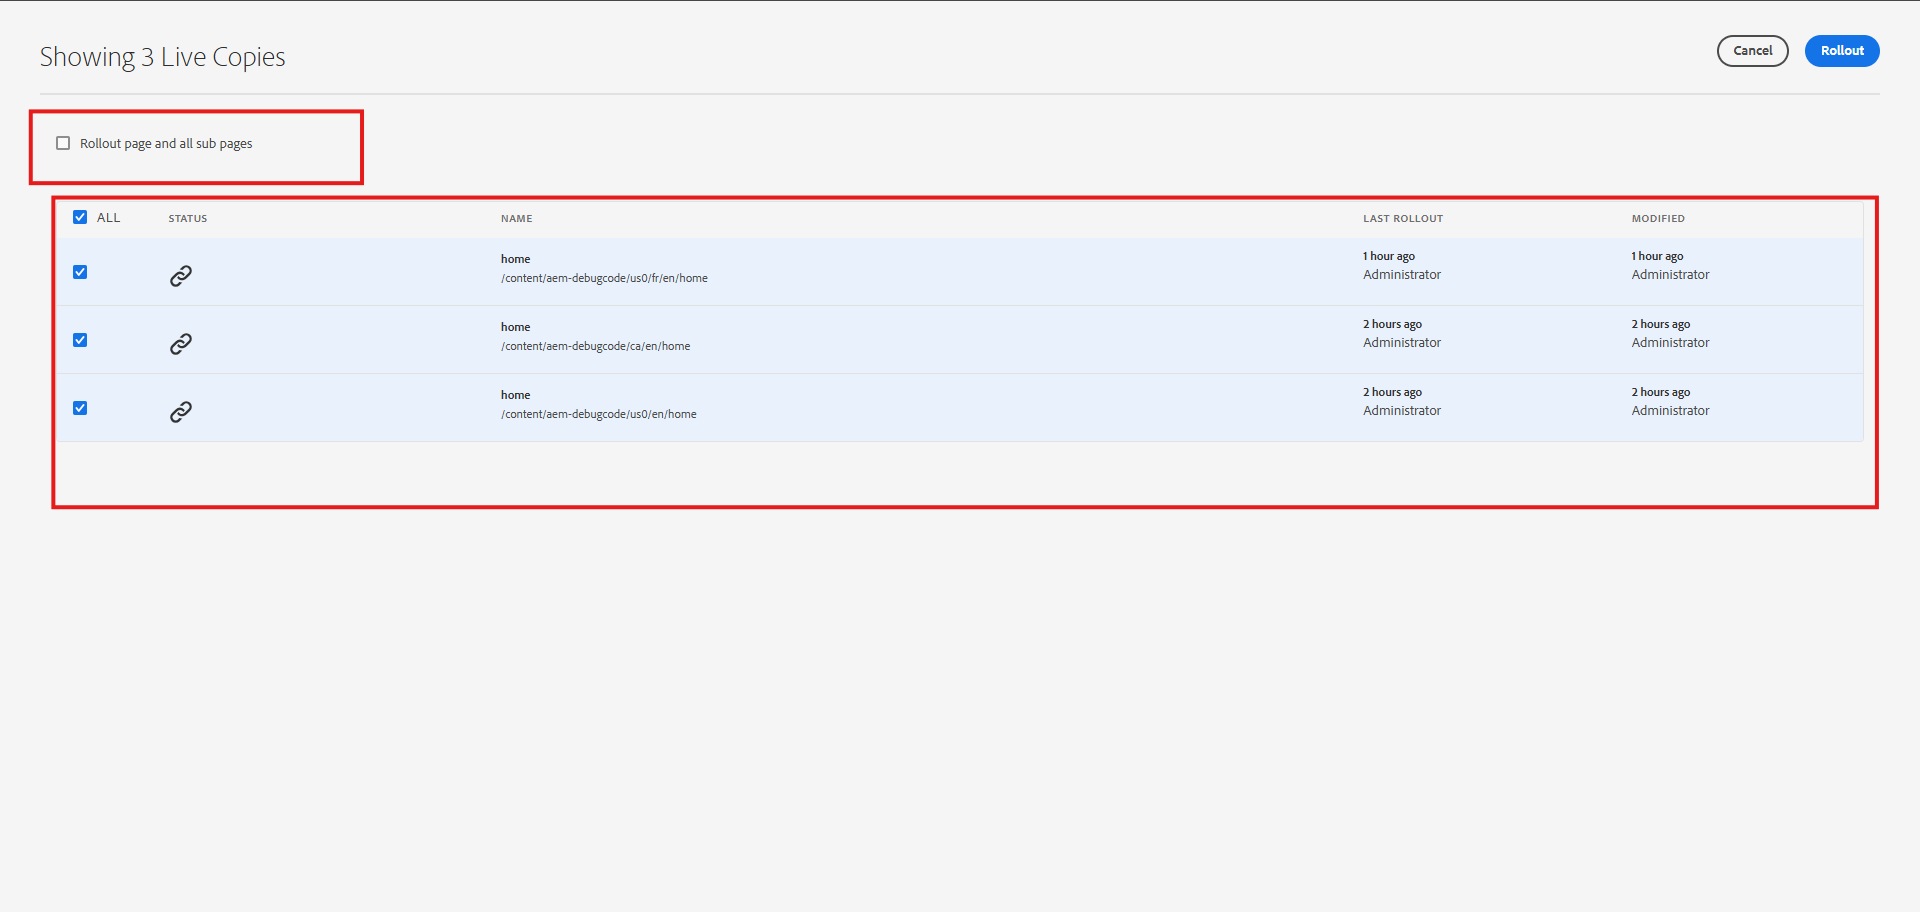 Showing 3 Live Copies
Cancel
Rollout
Rollout page and all sub pages
ALL STATUS NAME LAST ROLLOUT MODIFIED
home 1 hour ago 1 hour ago
/content/aem-debugcode/us0/fr/en/home Administrator Administrator
home 2 hours ago 2 hours ago
/content/aem-debugcode/ca/en/home Administrator Administrator
home 2 hours ago 2 hours ago
/content/aem-debugcode/us0/en/home Administrator Administrator